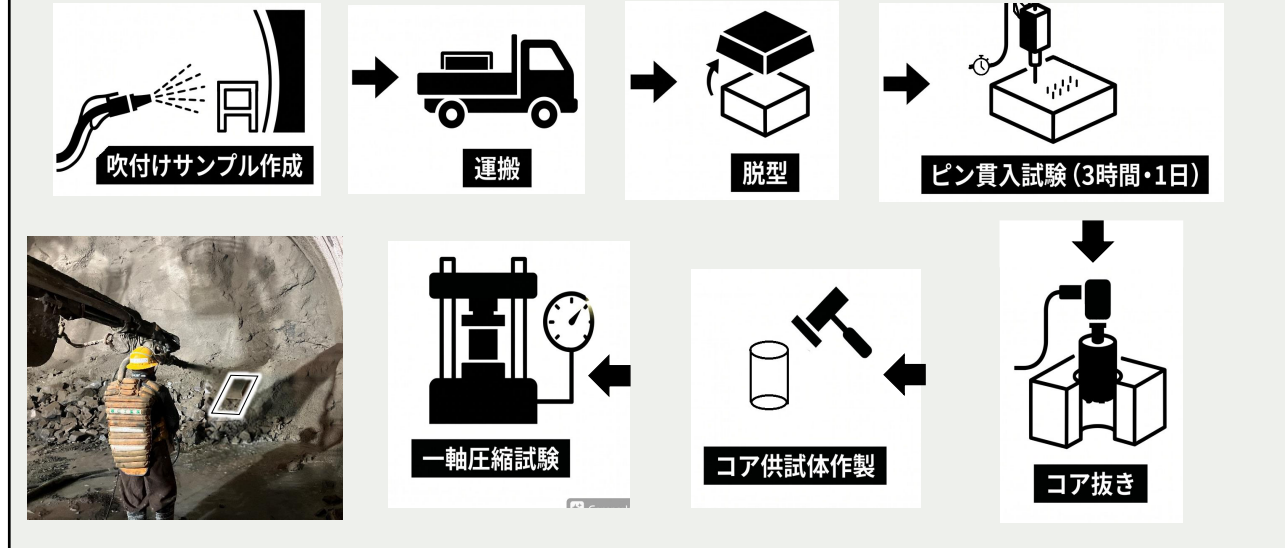 吹付けサンプル作成
運搬
脱型
ピン貫入試験（3時間・1日）
コア抜き
コア供試体作製
一軸圧縮試験